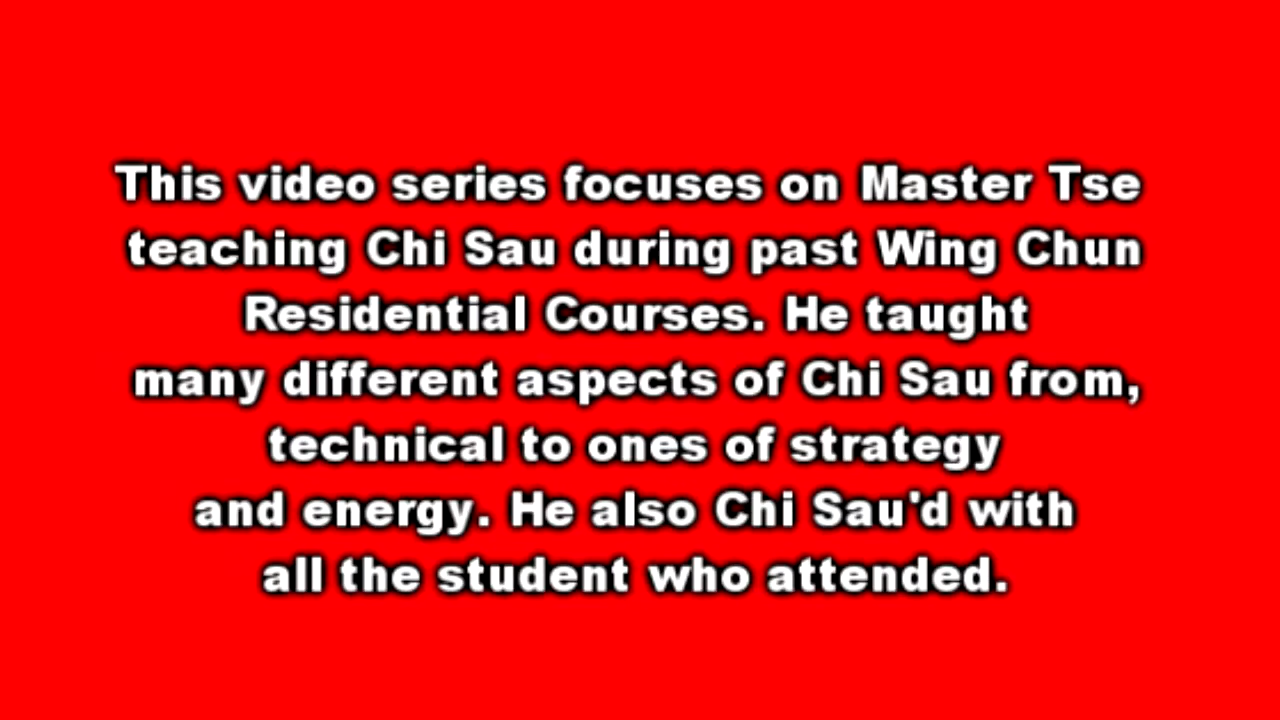 This video series focuses on Master Tse
teaching Chi Sau during past Wing Chun
Residential Courses. He taught
many different aspects of Chi Sau from,
technical to ones of strategy
and energy. He also Chi Sau'd with
all the student who attended.